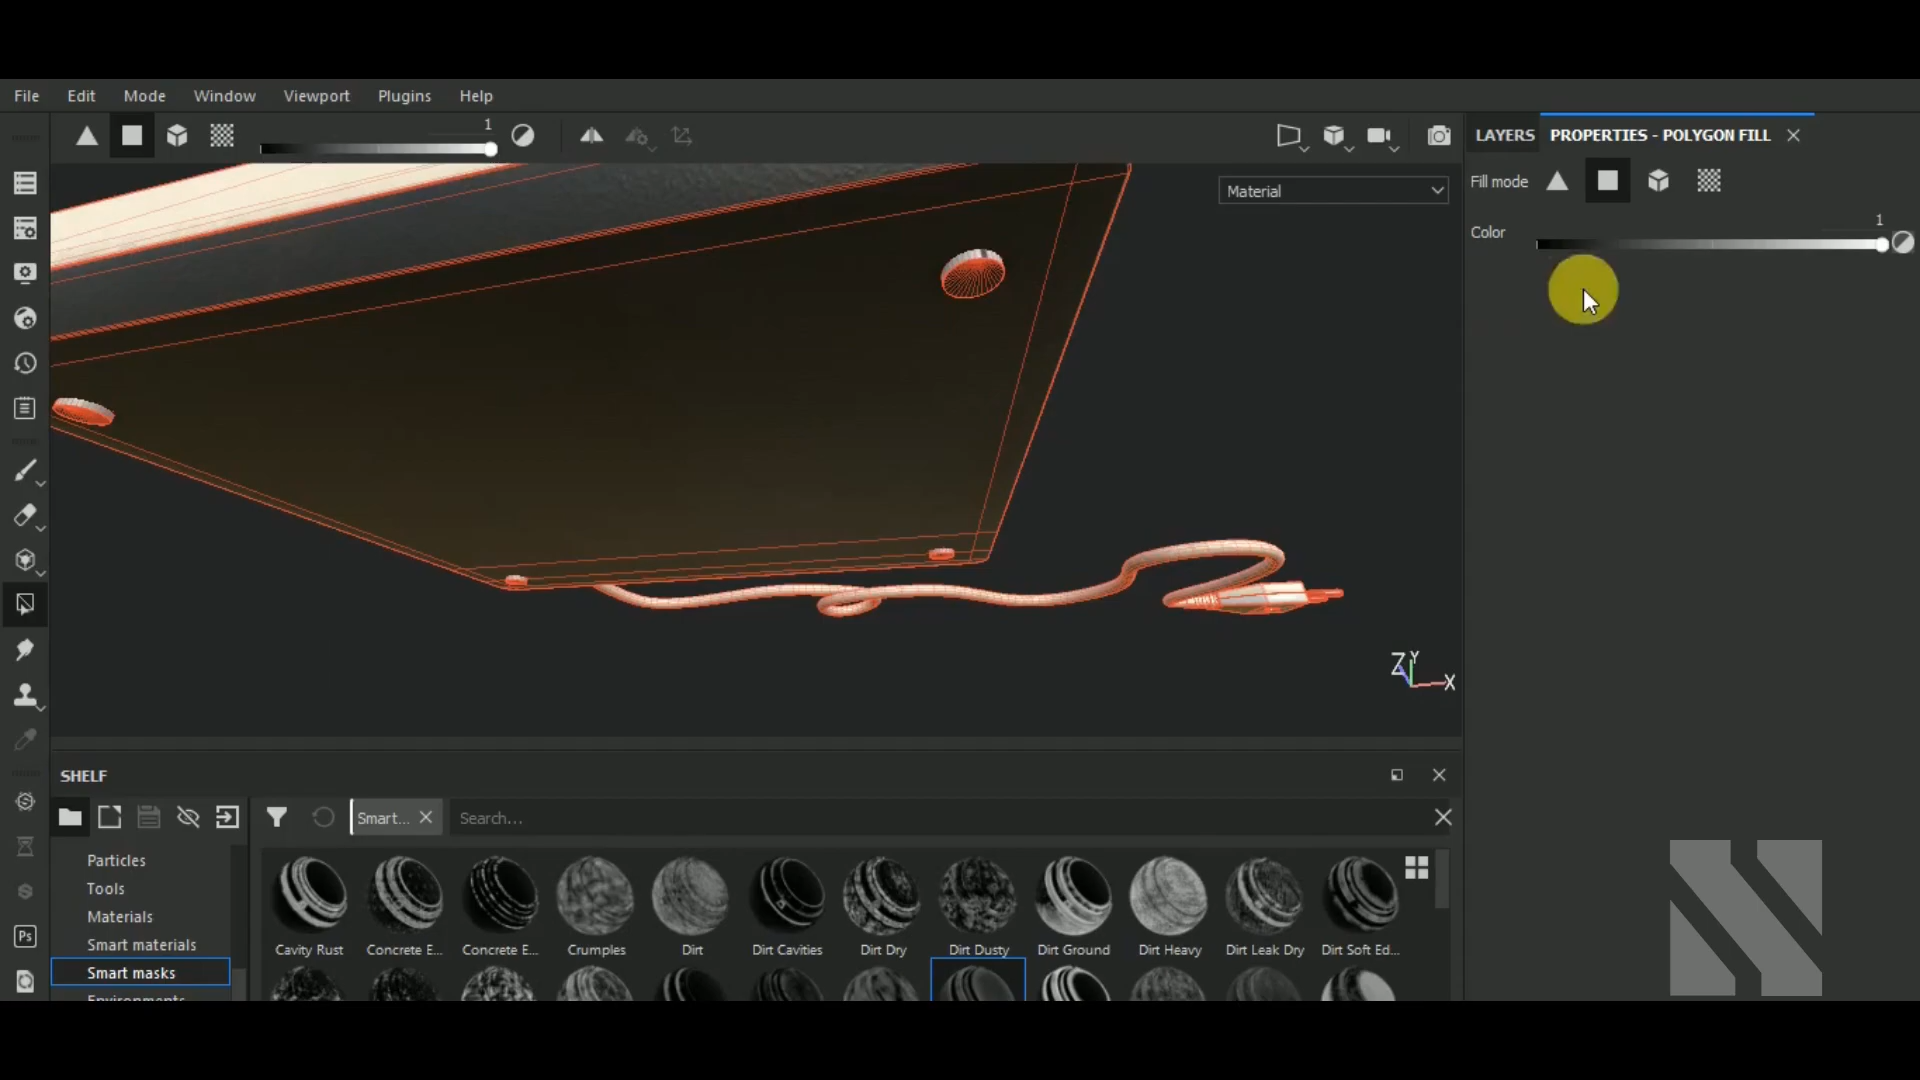 File Edit Mode Window Viewport Plugins Help
1
LAYERS PROPERTIES - POLYGON FILL
Material
Fill mode
1
Color
Z Y X
SHELF
Smart... Search...
Particles
Tools
Materials
Smart materials
Smart masks
Environments
Ps
Cavity Rust Concrete E... Concrete E... Crumples Dirt Dirt Cavities Dirt Dry Dirt Dusty Dirt Ground Dirt Heavy Dirt Leak Dry Dirt Soft Ed...